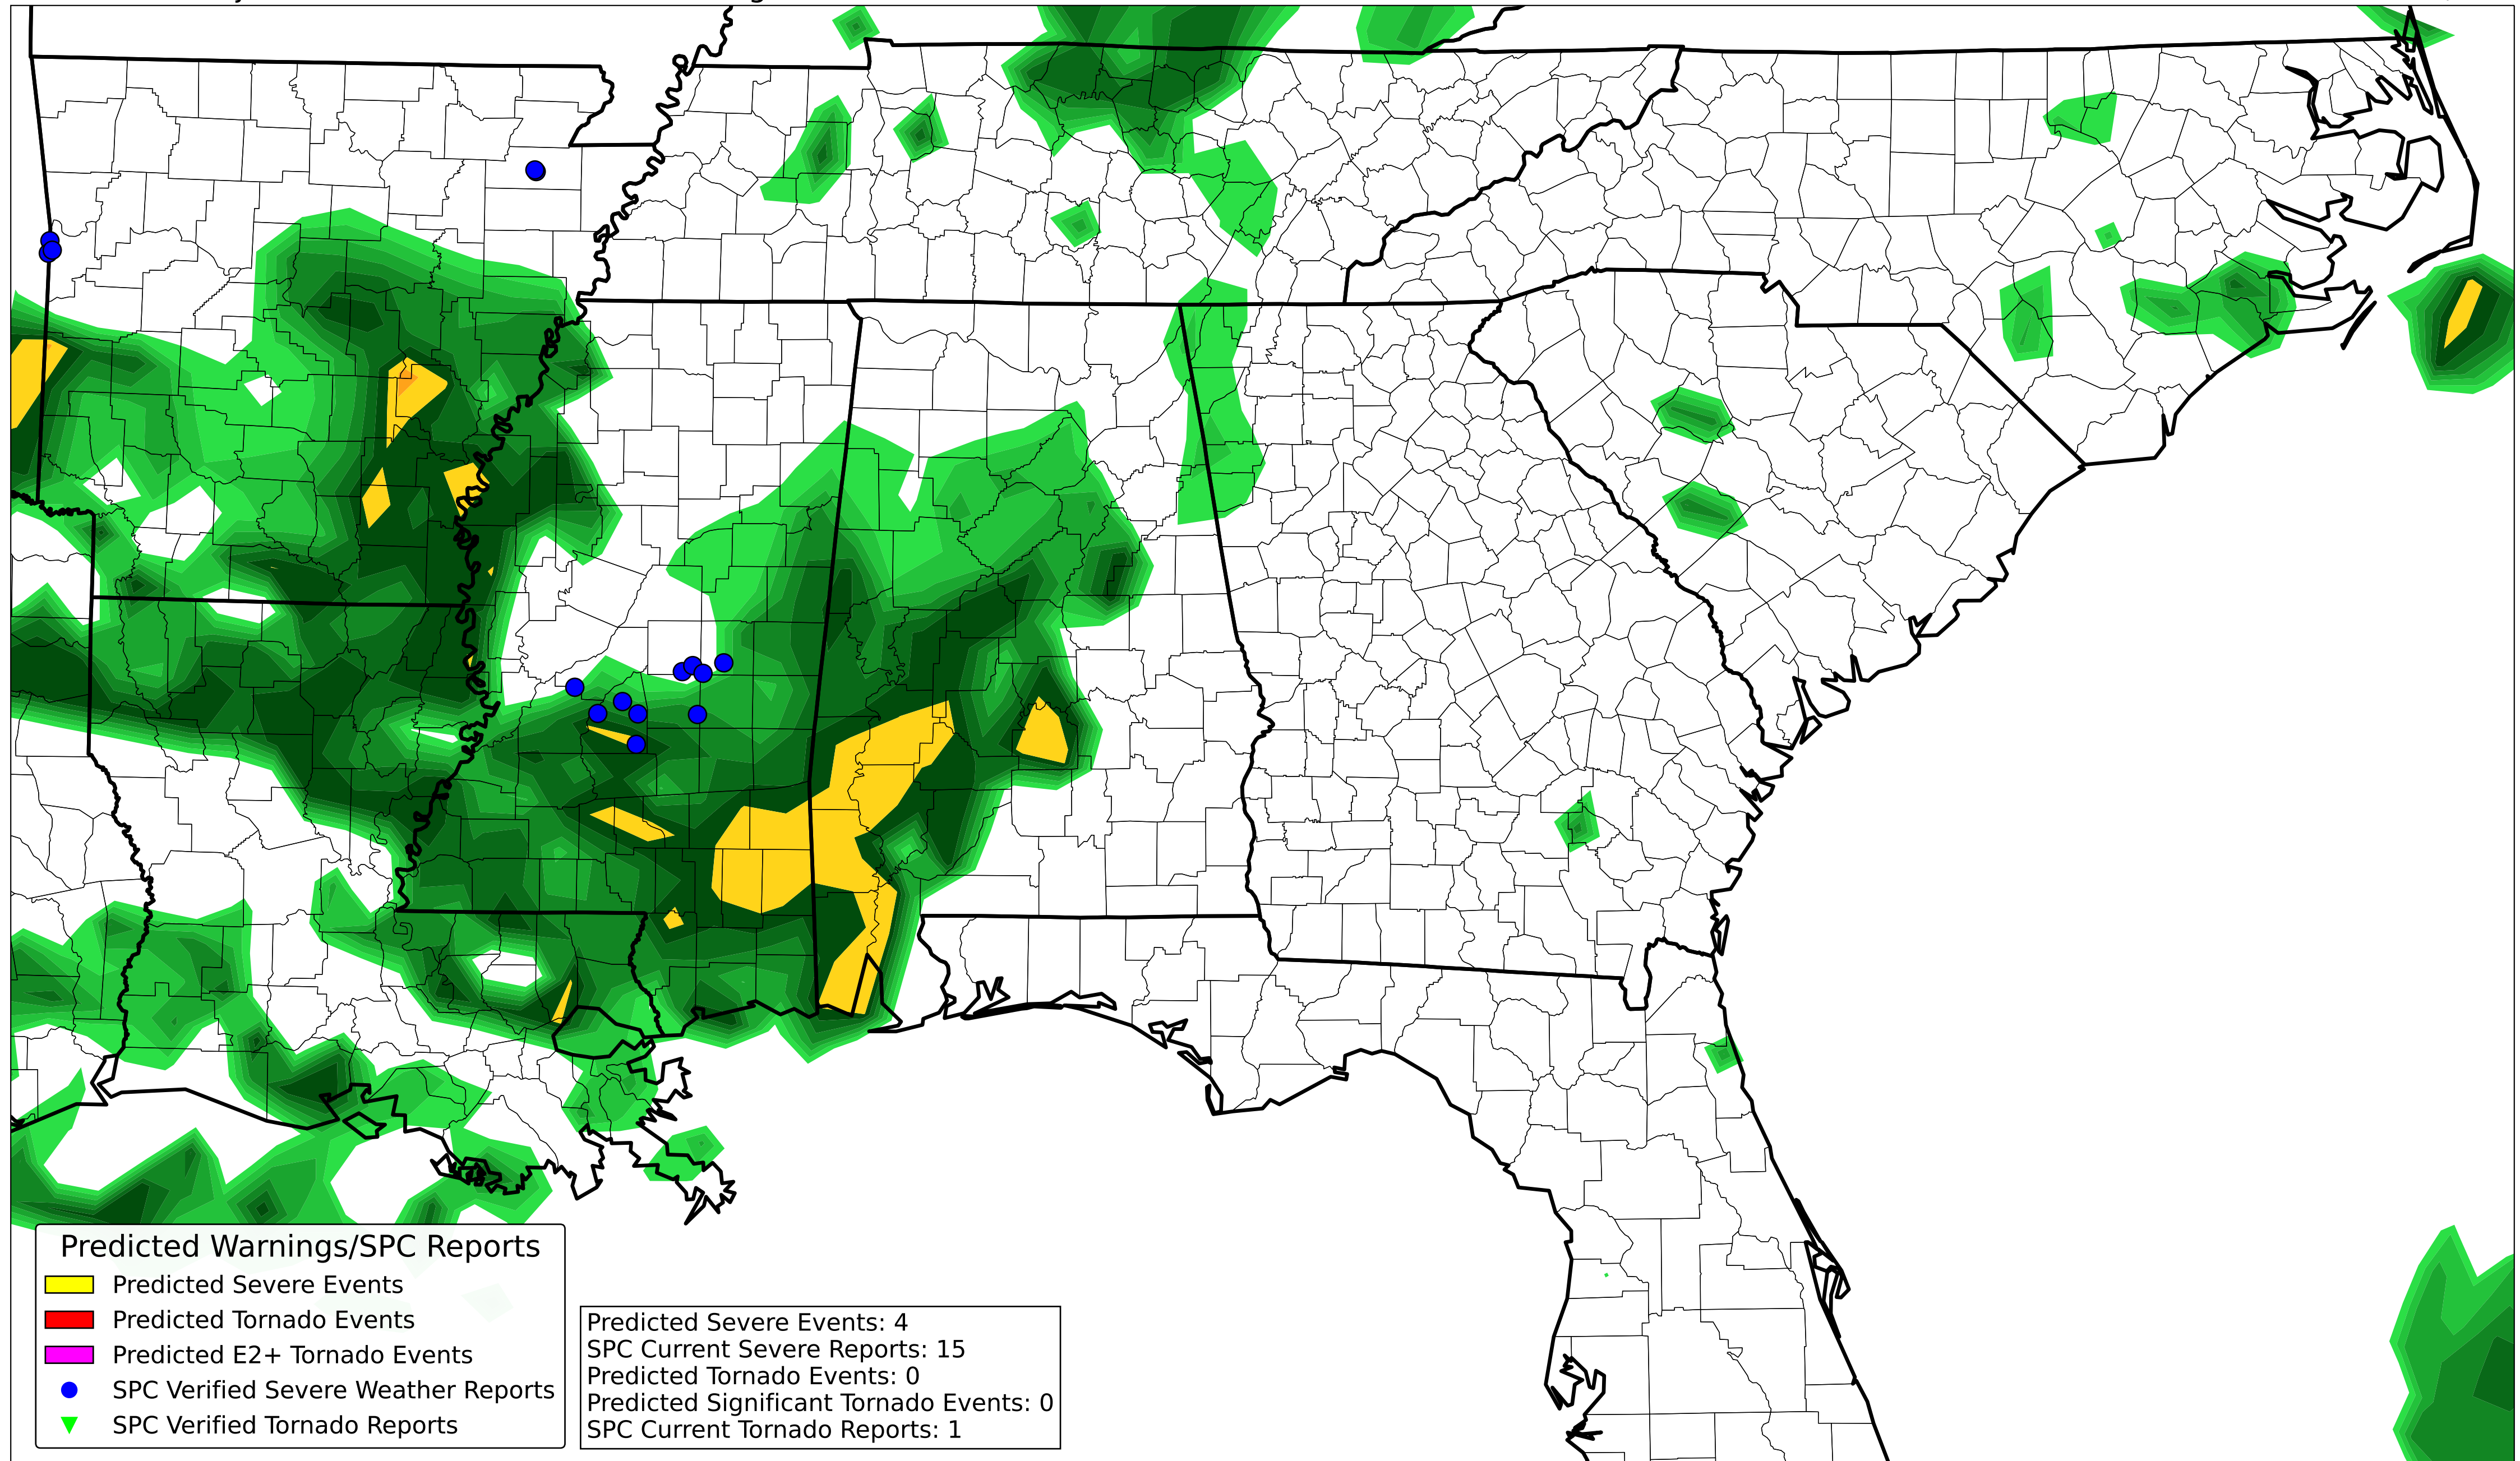 Predicted Warnings/SPC Reports
Predicted Severe Events
Predicted Tornado Events
Predicted E2+ Tornado Events
SPC Verified Severe Weather Reports
SPC Verified Tornado Reports
Predicted Severe Events: 4
SPC Current Severe Reports: 15
Predicted Tornado Events: 0
Predicted Significant Tornado Events: 0
SPC Current Tornado Reports: 1